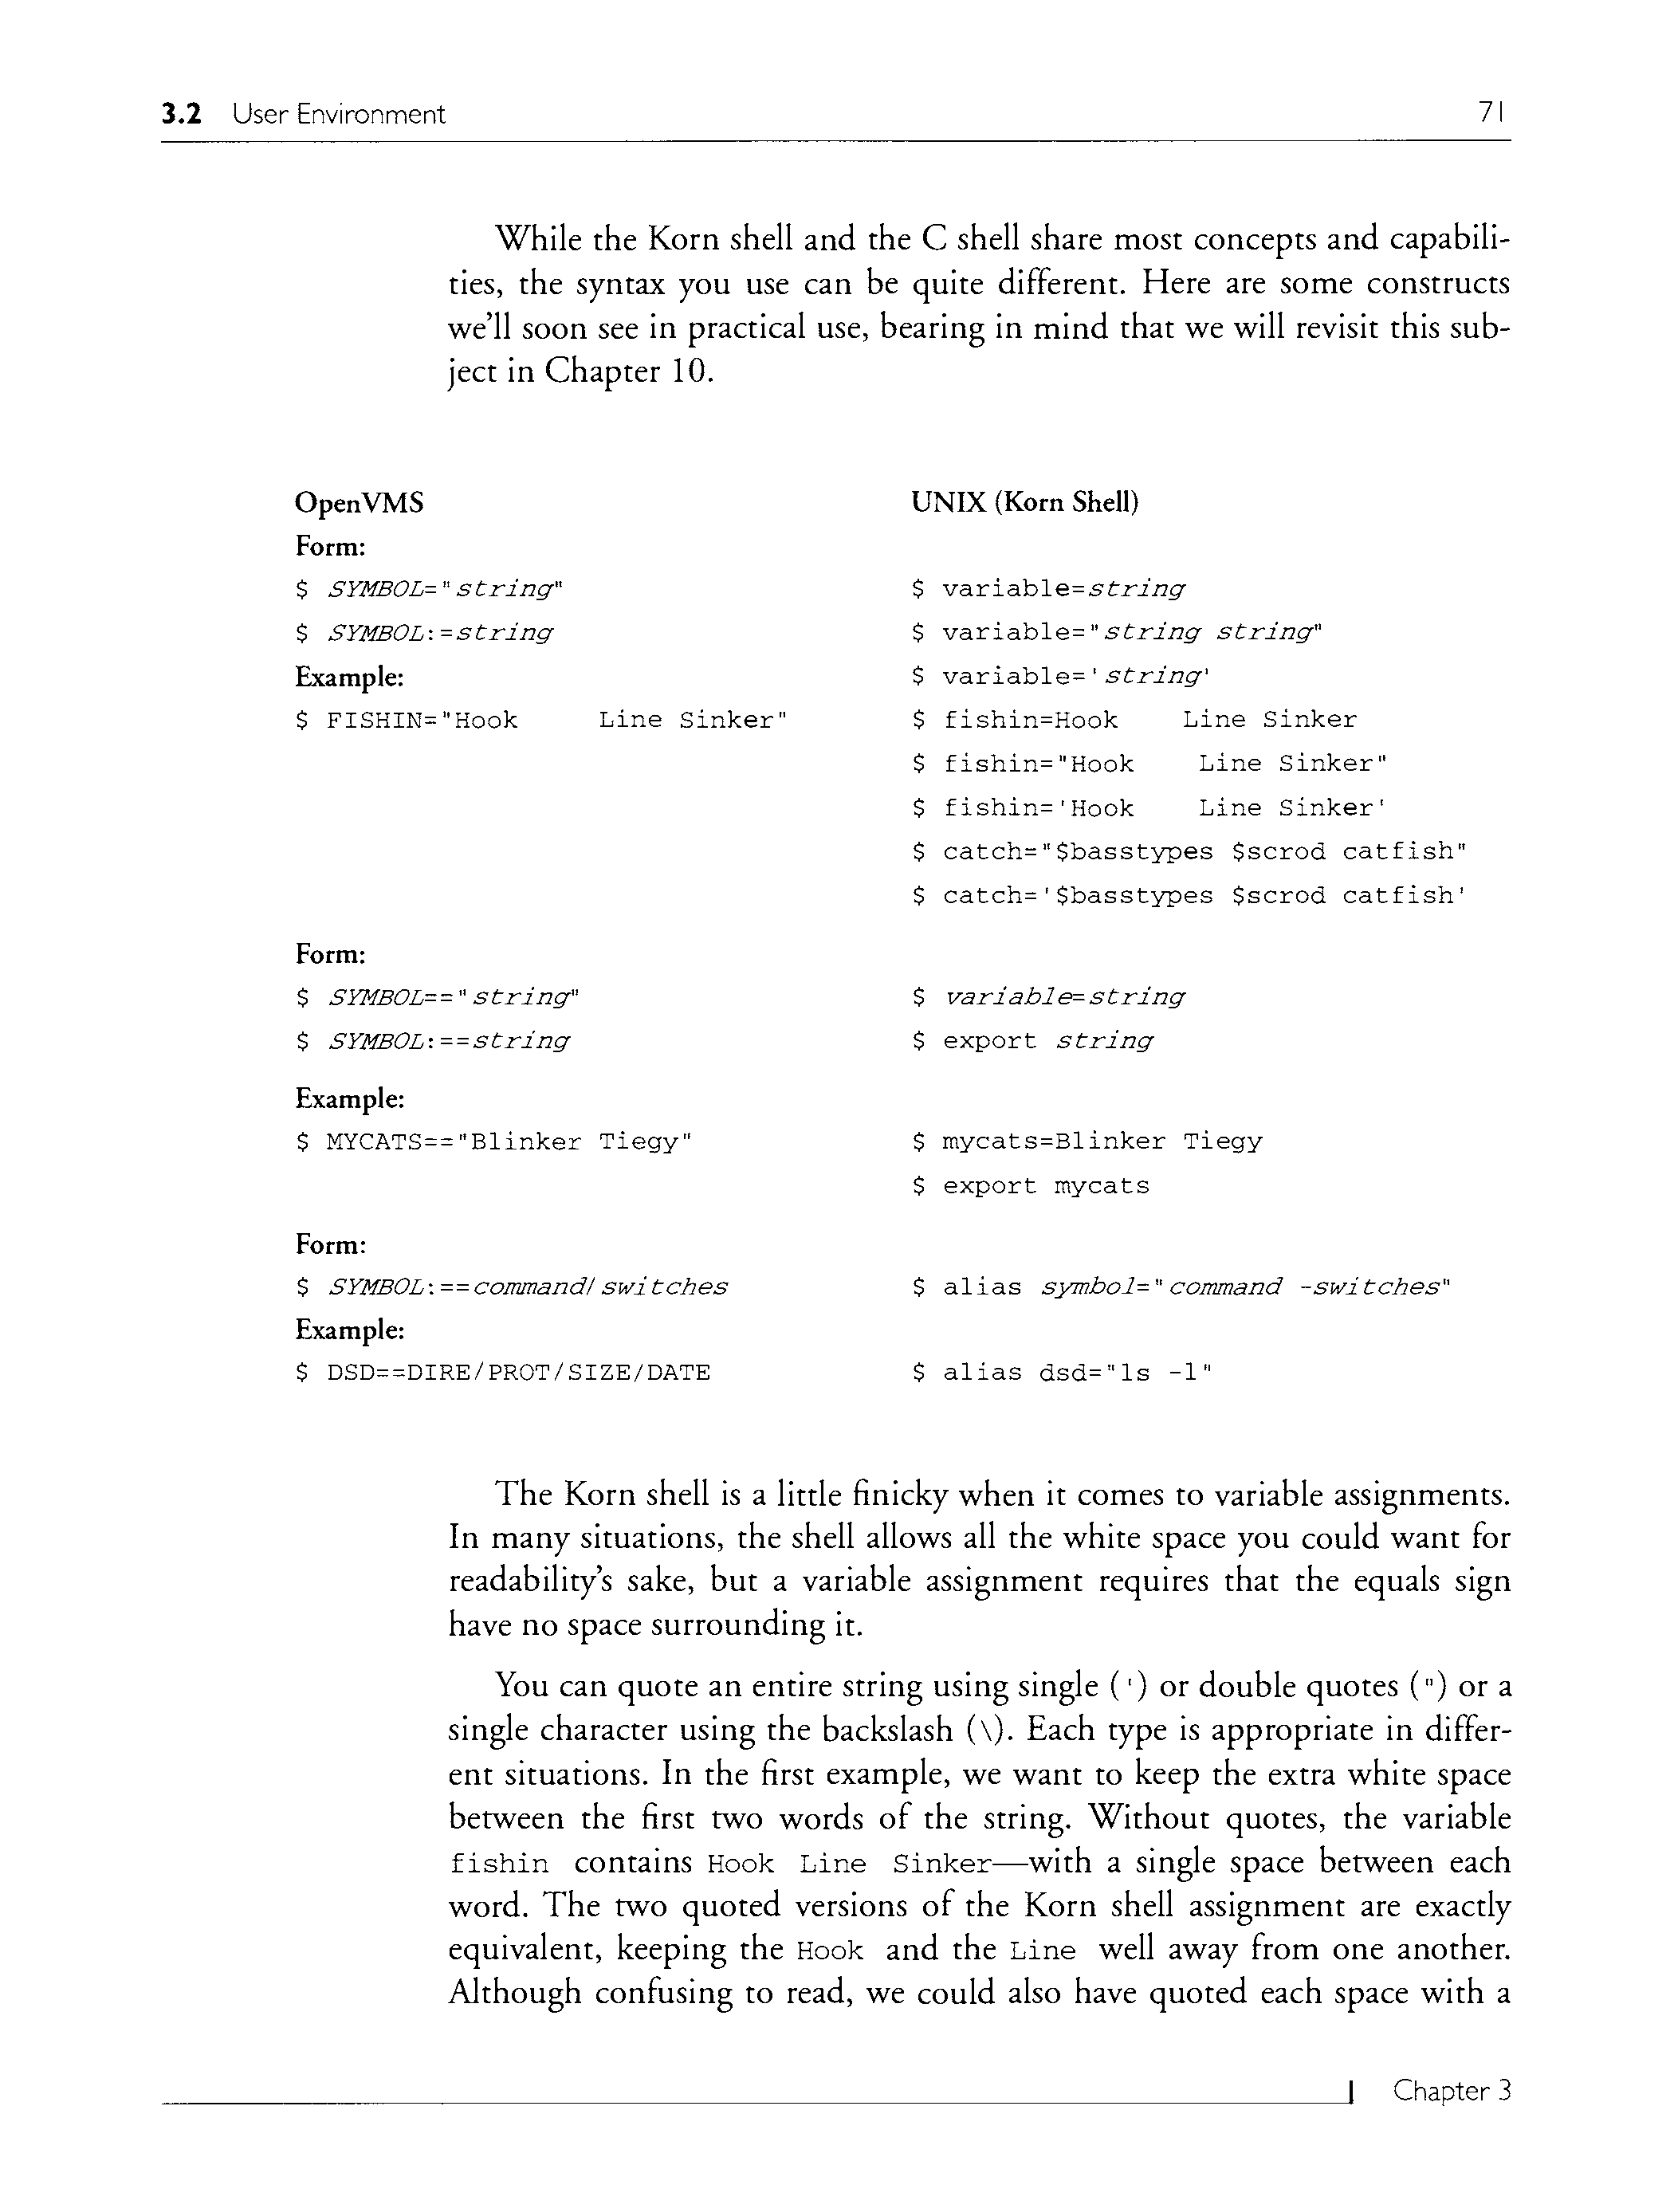 3.2 User Environment 71
While the Korn shell and the C shell share most concepts and capabili-
ties, the syntax you use can be quite different. Here are some constructs
we'll soon see in practical use, bearing in mind that we will revisit this sub-
ject in Chapter 10.
OpenVMS UNIX (Korn Shell)
Form:
$ SYMBOL="string" $ variable=string
$ SYMBOL:=string $ variable="string string"
Example: $ variable='string'
$ FISHIN="Hook     Line Sinker" $ fishin=Hook    Line Sinker
$ fishin="Hook    Line Sinker"
$ fishin='Hook    Line Sinker'
$ catch="$basstypes $scrod catfish"
$ catch='$basstypes $scrod catfish'
Form:
$ SYMBOL=="string" $ variable=string
$ SYMBOL:==string $ export string
Example:
$ MYCATS=="Blinker Tiegy" $ mycats=Blinker Tiegy
$ export mycats
Form:
$ SYMBOL:==command/switches $ alias symbol="command -switches"
Example:
$ DSD==DIRE/PROT/SIZE/DATE $ alias dsd="ls -l"
The Korn shell is a little finicky when it comes to variable assignments.
In many situations, the shell allows all the white space you could want for
readability's sake, but a variable assignment requires that the equals sign
have no space surrounding it.
You can quote an entire string using single (') or double quotes (") or a
single character using the backslash (\). Each type is appropriate in differ-
ent situations. In the first example, we want to keep the extra white space
between the first two words of the string. Without quotes, the variable
fishin contains Hook Line Sinker—with a single space between each
word. The two quoted versions of the Korn shell assignment are exactly
equivalent, keeping the Hook and the Line well away from one another.
Although confusing to read, we could also have quoted each space with a
Chapter 3